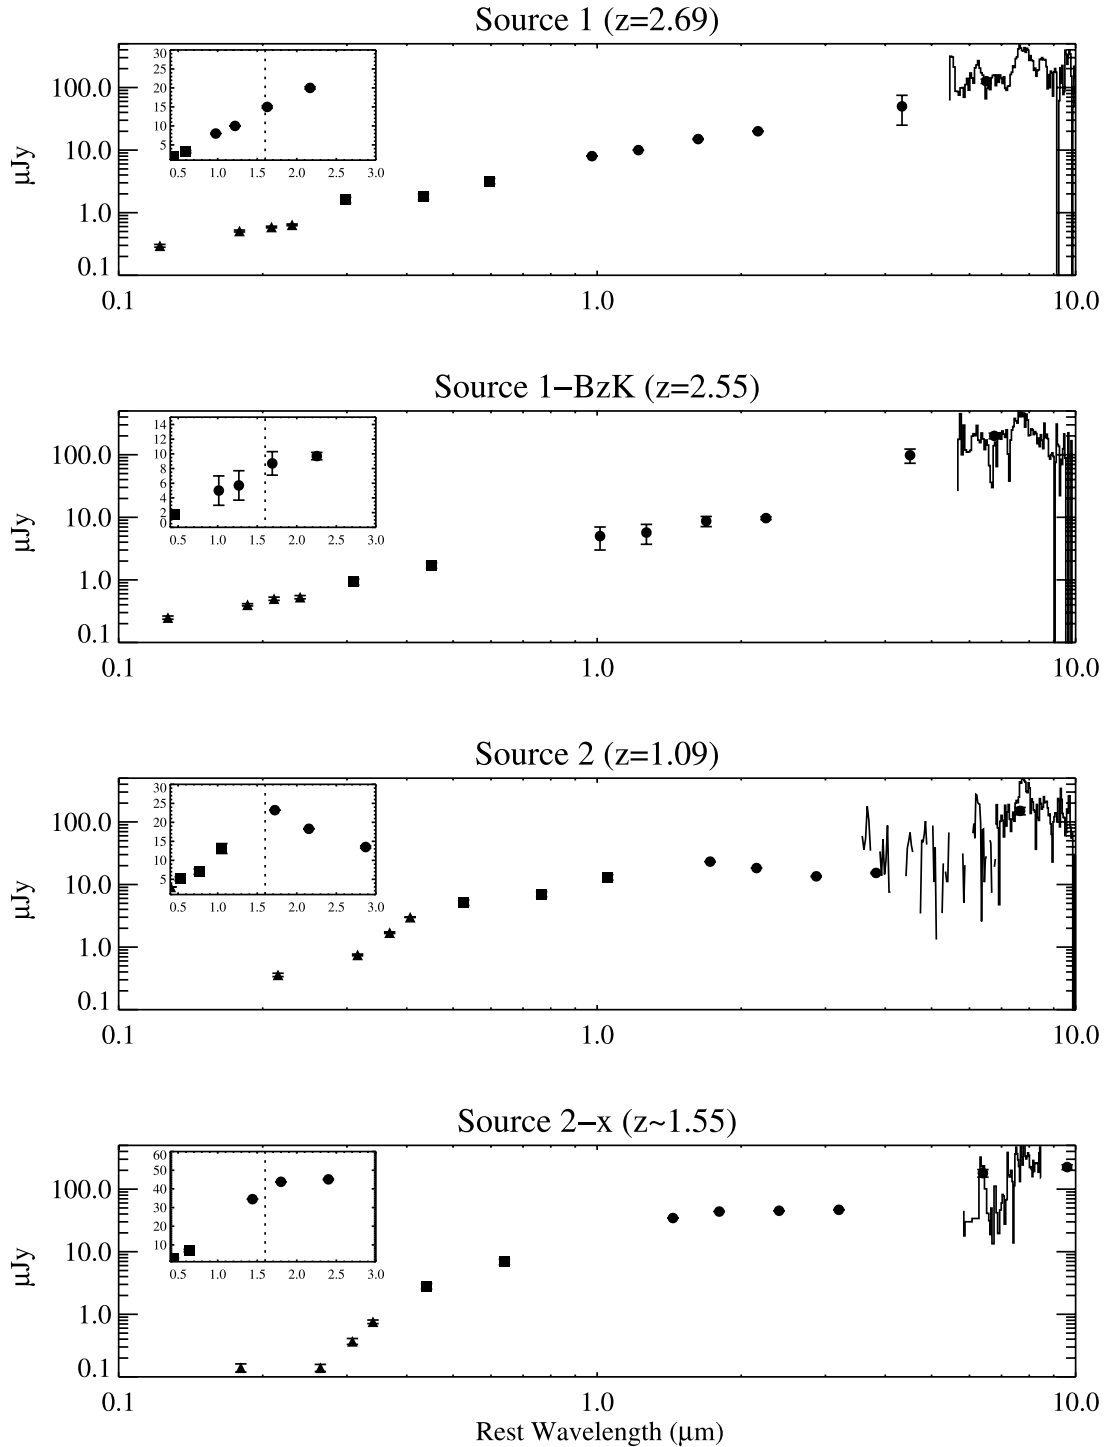 Source 1 (z=2.69)
μJy
100.0
10.0
1.0
0.1
30
25
20
15
10
5
0.5 1.0 1.5 2.0 2.5 3.0
0.1 1.0 10.0
Source 1−BzK (z=2.55)
μJy
100.0
10.0
1.0
0.1
14
12
10
8
6
4
2
0
0.5 1.0 1.5 2.0 2.5 3.0
0.1 1.0 10.0
Source 2 (z=1.09)
μJy
100.0
10.0
1.0
0.1
30
25
20
15
10
5
0.5 1.0 1.5 2.0 2.5 3.0
0.1 1.0 10.0
Source 2−x (z~1.55)
μJy
100.0
10.0
1.0
0.1
60
50
40
30
20
10
0.5 1.0 1.5 2.0 2.5 3.0
0.1 1.0 10.0
Rest Wavelength (μm)